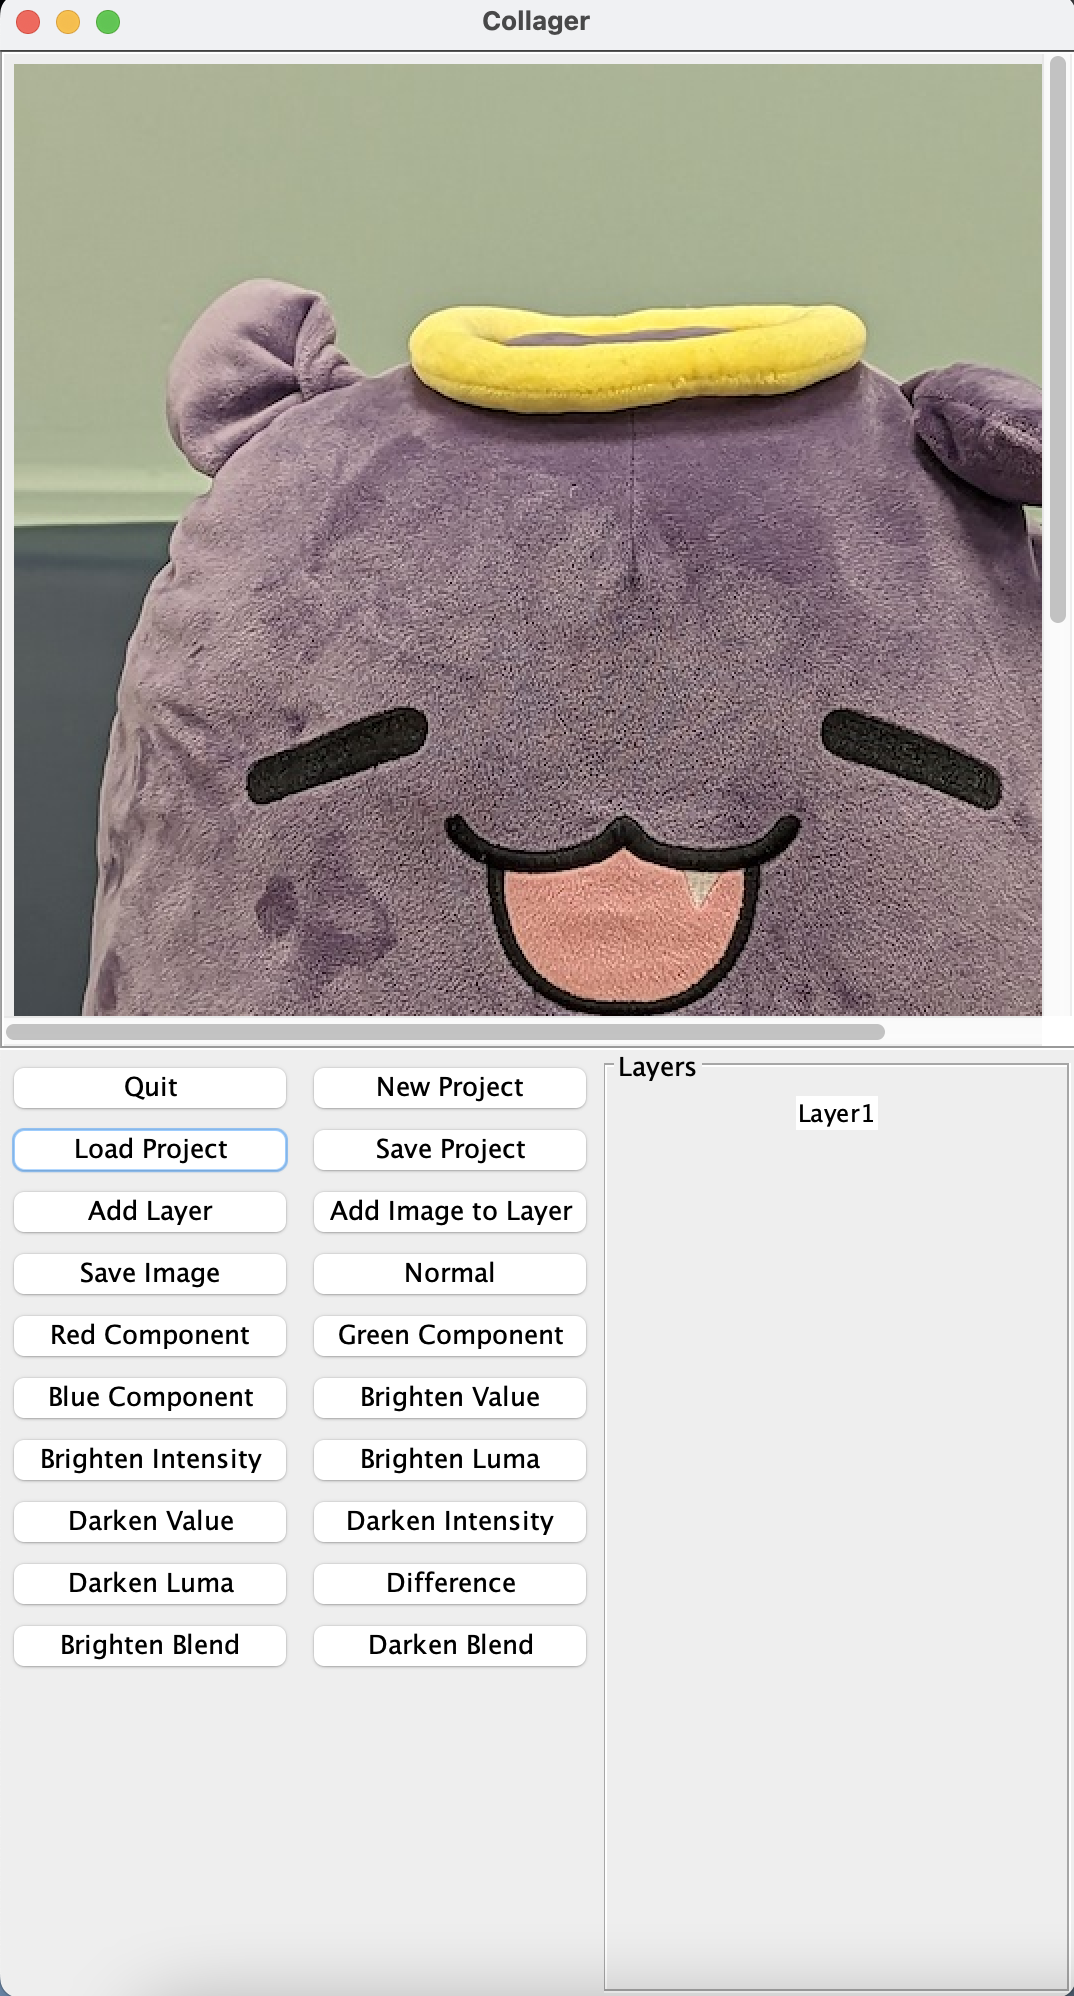 Collager
Quit
New Project
Load Project
Save Project
Add Layer
Add Image to Layer
Save Image
Normal
Red Component
Green Component
Blue Component
Brighten Value
Brighten Intensity
Brighten Luma
Darken Value
Darken Intensity
Darken Luma
Difference
Brighten Blend
Darken Blend
Layers
Layer1